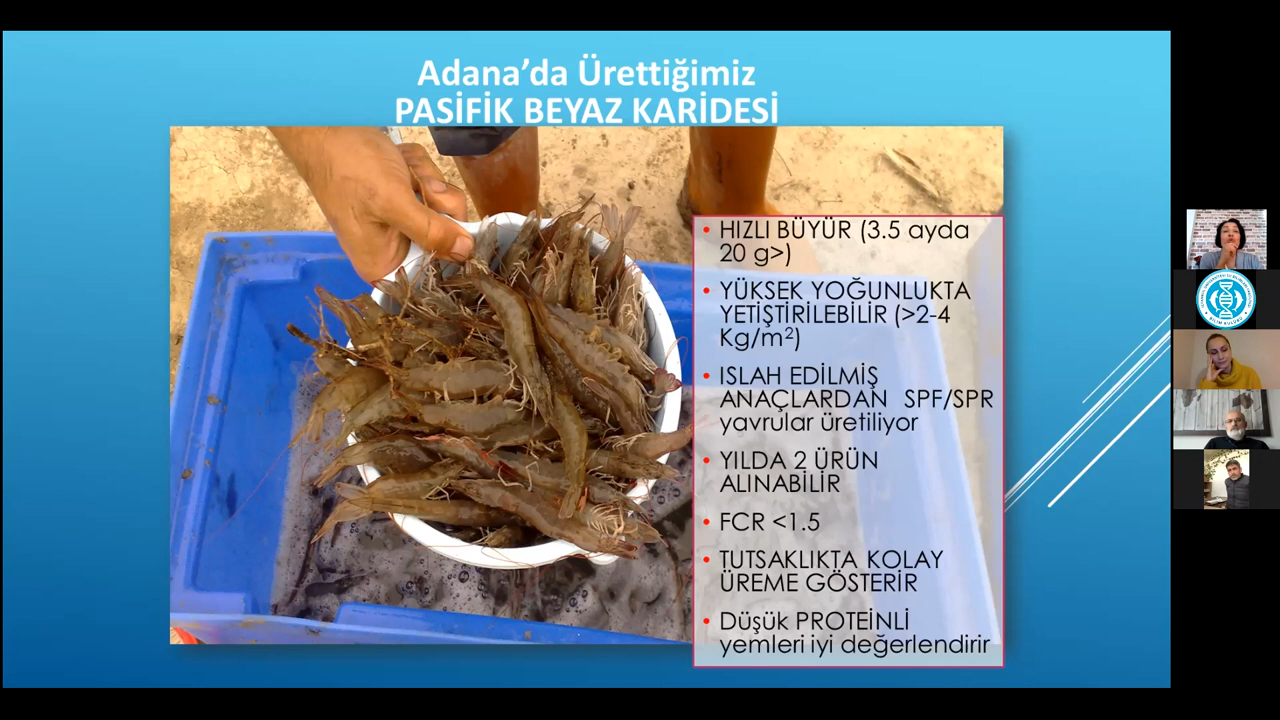 Adana’da Ürettiğimiz
PASİFİK BEYAZ KARİDESİ
• HIZLI BÜYÜR (3.5 ayda
20 g>)
• YÜKSEK YOĞUNLUKTA
YETİŞTİRİLEBİLİR (>2-4
Kg/m²)
• ISLAH EDİLMİŞ
ANAÇLARDAN SPF/SPR
yavrular üretiliyor
• YILDA 2 ÜRÜN
ALINABİLİR
• FCR <1.5
• TUTSAKLIKTA KOLAY
ÜREME GÖSTERİR
• Düşük PROTEİNLİ
yemleri iyi değerlendirir